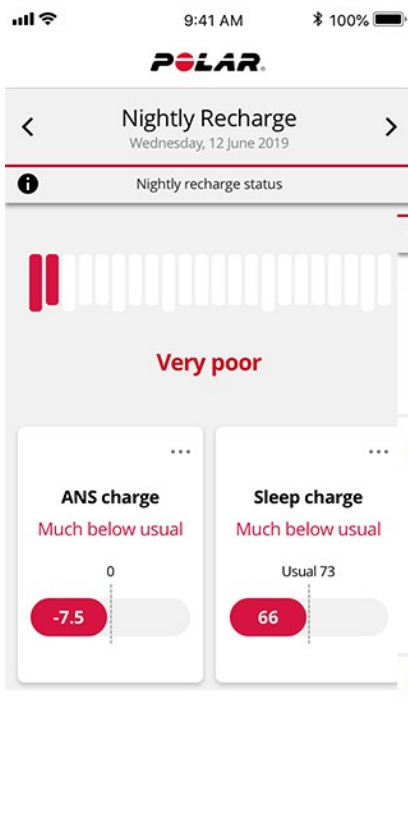 9:41 AM
100%
POLAR.
Nightly Recharge
Wednesday, 12 June 2019
Nightly recharge status
Very poor
ANS charge
Much below usual
0
-7.5
Sleep charge
Much below usual
Usual 73
66